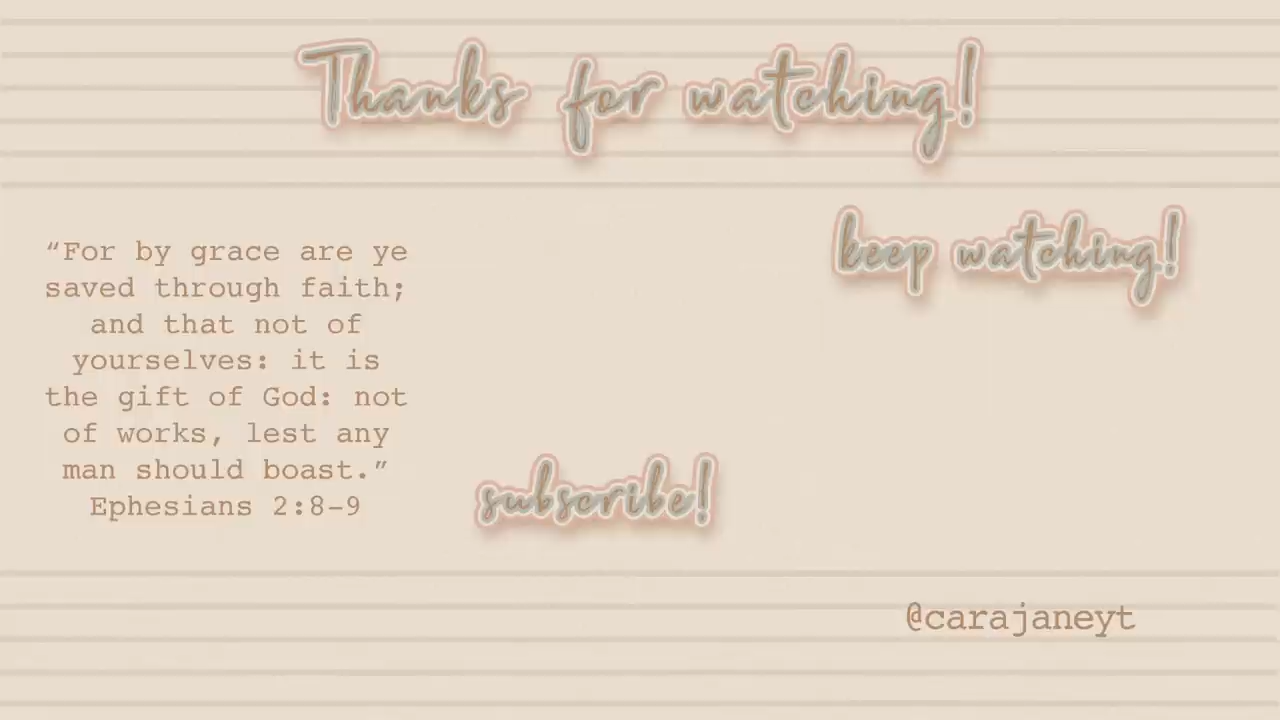 Thanks for watching!
keep watching!
“For by grace are ye
saved through faith;
and that not of
yourselves: it is
the gift of God: not
of works, lest any
man should boast.”
Ephesians 2:8-9
subscribe!
@carajaneyt